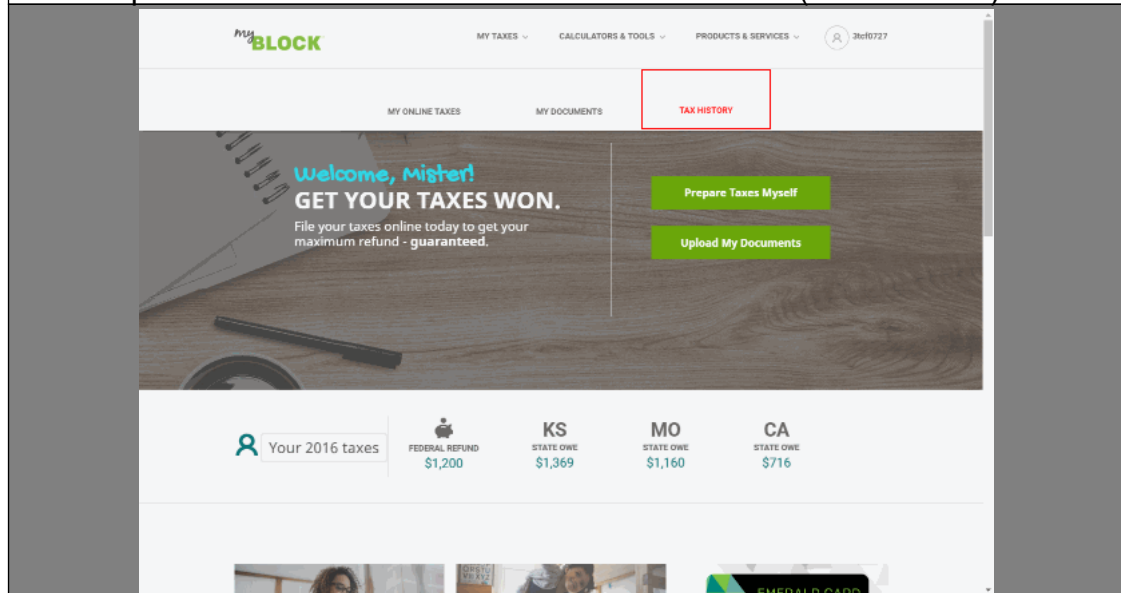 my BLOCK
MY TAXES
CALCULATORS & TOOLS
PRODUCTS & SERVICES
3tcf0727
MY ONLINE TAXES
MY DOCUMENTS
TAX HISTORY
Welcome, Mister!
GET YOUR TAXES WON.
File your taxes online today to get your
maximum refund - guaranteed.
Prepare Taxes Myself
Upload My Documents
Your 2016 taxes
FEDERAL REFUND
$1,200
KS
STATE OWE
$1,369
MO
STATE OWE
$1,160
CA
STATE OWE
$716
EMERALD CARD